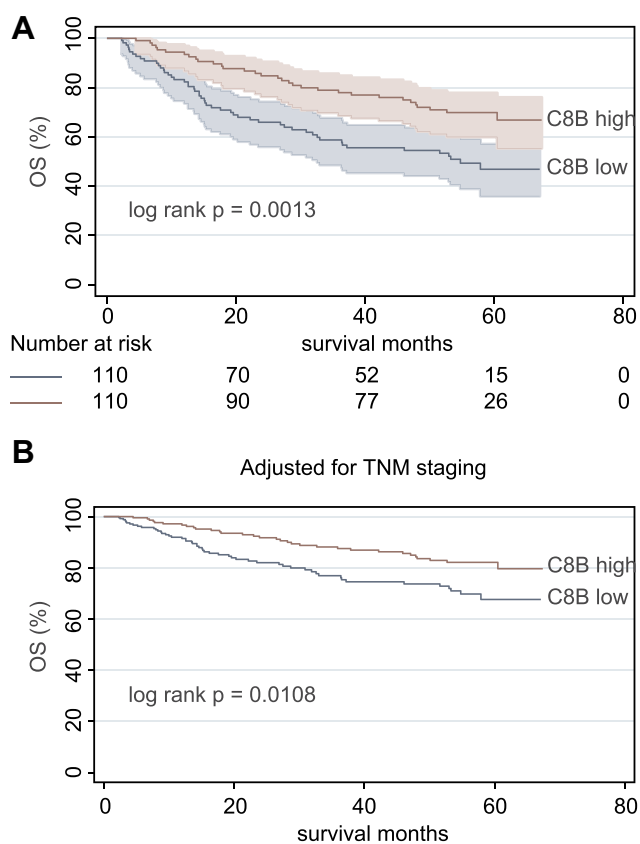 A
100
80
60
40
20
0
OS (%)
C8B high
C8B low
log rank p = 0.0013
0 20 40 60 80
Number at risk survival months
110 70 52 15 0
110 90 77 26 0
B
Adjusted for TNM staging
100
80
60
40
20
0
OS (%)
C8B high
C8B low
log rank p = 0.0108
0 20 40 60 80
survival months